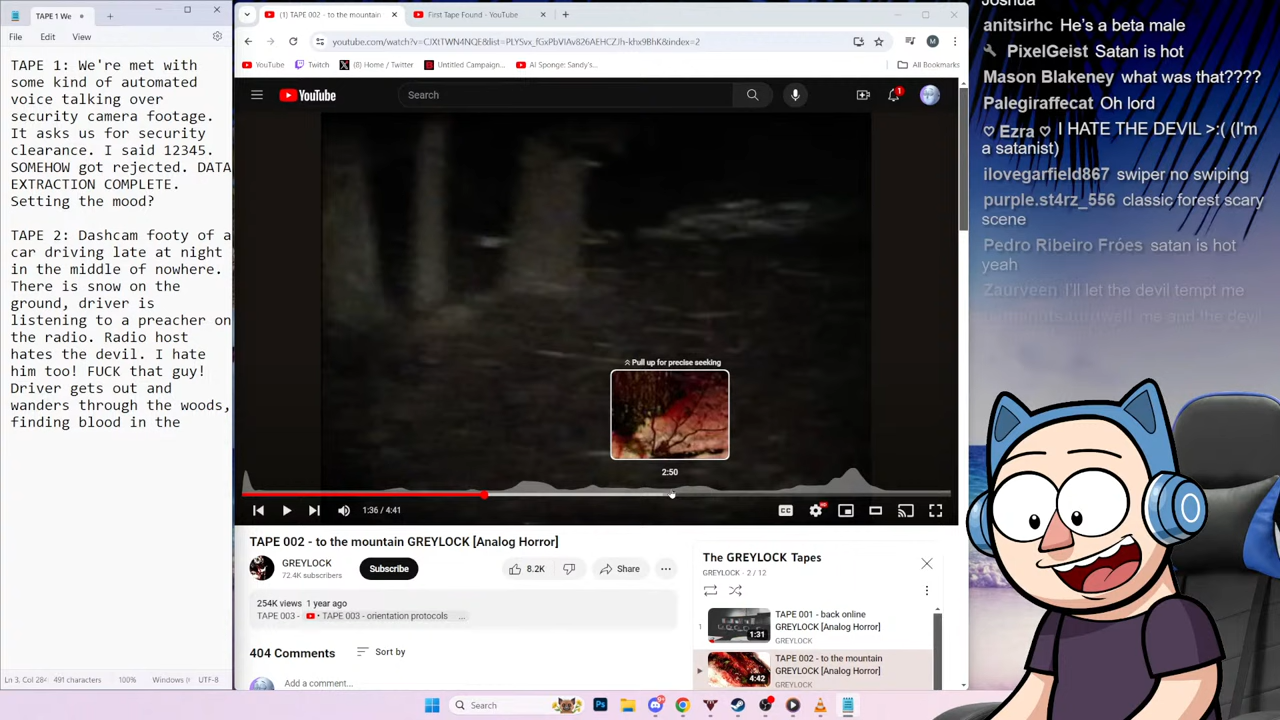 TAPE 1 We
File Edit View
TAPE 1: We're met with
some kind of automated
voice talking over
security camera footage.
It asks us for security
clearance. I said 12345.
SOMEHOW got rejected. DATA
EXTRACTION COMPLETE.
Setting the mood?
TAPE 2: Dashcam footy of a
car driving late at night
in the middle of nowhere.
There is snow on the
ground, driver is
listening to a preacher on
the radio. Radio host
hates the devil. I hate
him too! FUCK that guy!
Driver gets out and
wanders through the woods,
finding blood in the
491 characters 100% UTF-8
(1) TAPE 002 - to the mountain
First Tape Found - YouTube
YouTube Twitch (8) Home / Twitter Untitled Campaign... AI Sponge: Sandy's... All Bookmarks
YouTube
Search
1
Pull up for precise seeking
2:50
1:36 / 4:41
TAPE 002 - to the mountain GREYLOCK [Analog Horror]
GREYLOCK
72.4K subscribers
Subscribe
8.2K
Share
254K views 1 year ago
TAPE 003 - • TAPE 003 - orientation protocols ...
404 Comments Sort by
Add a comment...
The GREYLOCK Tapes
GREYLOCK - 2 / 12
1
1:31
TAPE 001 - back online
GREYLOCK [Analog Horror]
GREYLOCK
4:42
TAPE 002 - to the mountain
GREYLOCK [Analog Horror]
GREYLOCK
Search
Joshua
anitsirhc He's a beta male
PixelGeist Satan is hot
Mason Blakeney what was that????
Palegiraffecat Oh lord
♡ Ezra ♡ I HATE THE DEVIL >:( (I'm
a satanist)
ilovegarfield867 swiper no swiping
purple.st4rz_556 classic forest scary
scene
Pedro Ribeiro Fróes satan is hot
yeah
Zaurveen I'll let the devil tempt me